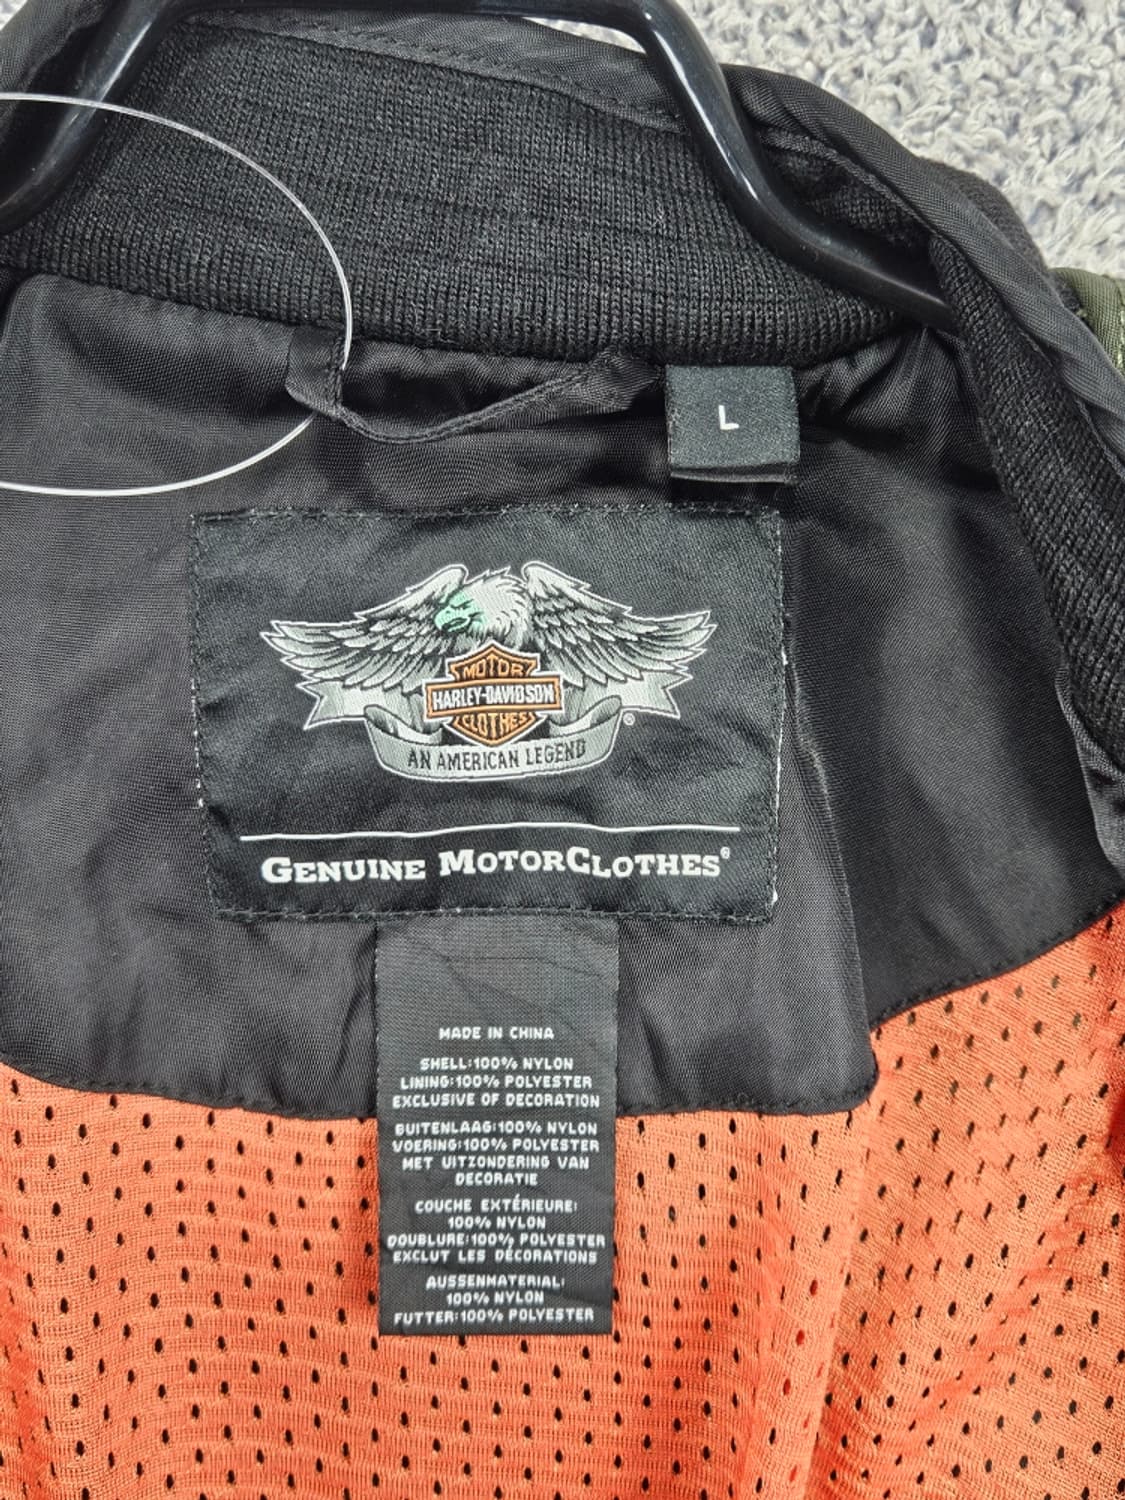 L
MOTOR
HARLEY-DAVIDSON
CLOTHES
®
AN AMERICAN LEGEND
GENUINE MOTORCLOTHES®
MADE IN CHINA
SHELL:100% NYLON
LINING:100% POLYESTER
EXCLUSIVE OF DECORATION
BUITENLAAG:100% NYLON
VOERING:100% POLYESTER
MET UITZONDERING VAN
DECORATIE
COUCHE EXTÉRIEURE:
100% NYLON
DOUBLURE:100% POLYESTER
EXCLUT LES DÉCORATIONS
AUSSENMATERIAL:
100% NYLON
FUTTER:100% POLYESTER